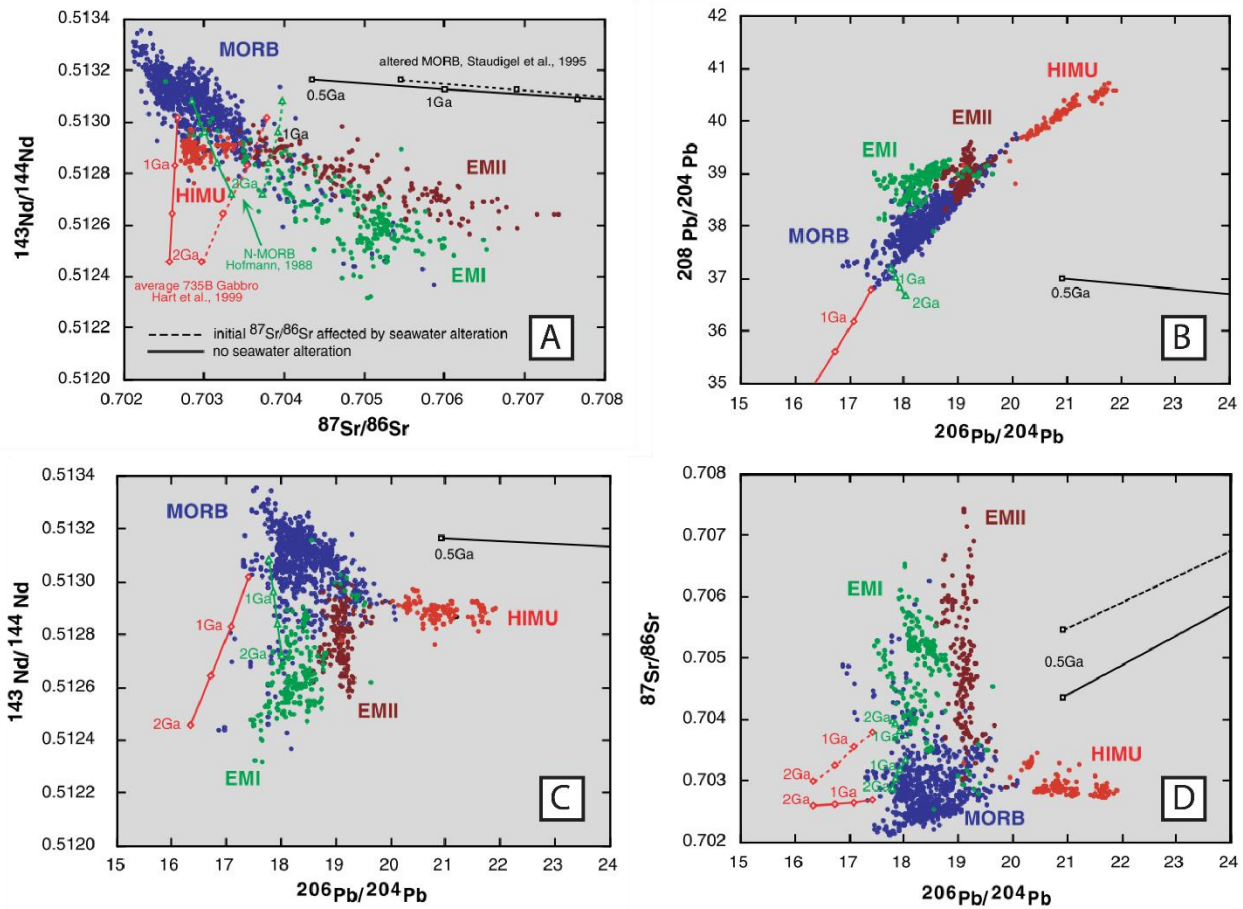 0.5134
0.5132
0.5130
0.5128
0.5126
0.5124
0.5122
0.5120
143Nd/144Nd
MORB
altered MORB, Staudigel et al., 1995
0.5Ga
1Ga
1Ga
1Ga
EMII
HIMU
2Ga
2Ga
N-MORB
Hofmann, 1988
EMI
average 735B Gabbro
Hart et al., 1999
initial 87Sr/86Sr affected by seawater alteration
no seawater alteration
A
0.702 0.703 0.704 0.705 0.706 0.707 0.708
87Sr/86Sr
42
41
40
39
38
37
36
35
208 Pb/204 Pb
HIMU
EMII
EMI
MORB
1Ga
2Ga
0.5Ga
1Ga
B
15 16 17 18 19 20 21 22 23 24
206Pb/204Pb
0.5134
0.5132
0.5130
0.5128
0.5126
0.5124
0.5122
0.5120
143 Nd/ 144 Nd
MORB
0.5Ga
1Ga
1Ga
HIMU
2Ga
EMII
2Ga
EMI
C
15 16 17 18 19 20 21 22 23 24
206Pb/204Pb
0.708
0.707
0.706
0.705
0.704
0.703
0.702
87Sr/86Sr
EMII
EMI
0.5Ga
2Ga
1Ga
1Ga
1Ga
2Ga
2Ga
2Ga
1Ga
HIMU
MORB
D
15 16 17 18 19 20 21 22 23 24
206Pb/204Pb